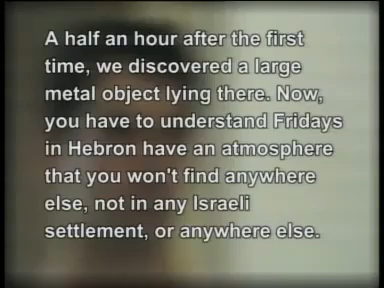 A half an hour after the first
time, we discovered a large
metal object lying there. Now,
you have to understand Fridays
in Hebron have an atmosphere
that you won't find anywhere
else, not in any Israeli
settlement, or anywhere else.